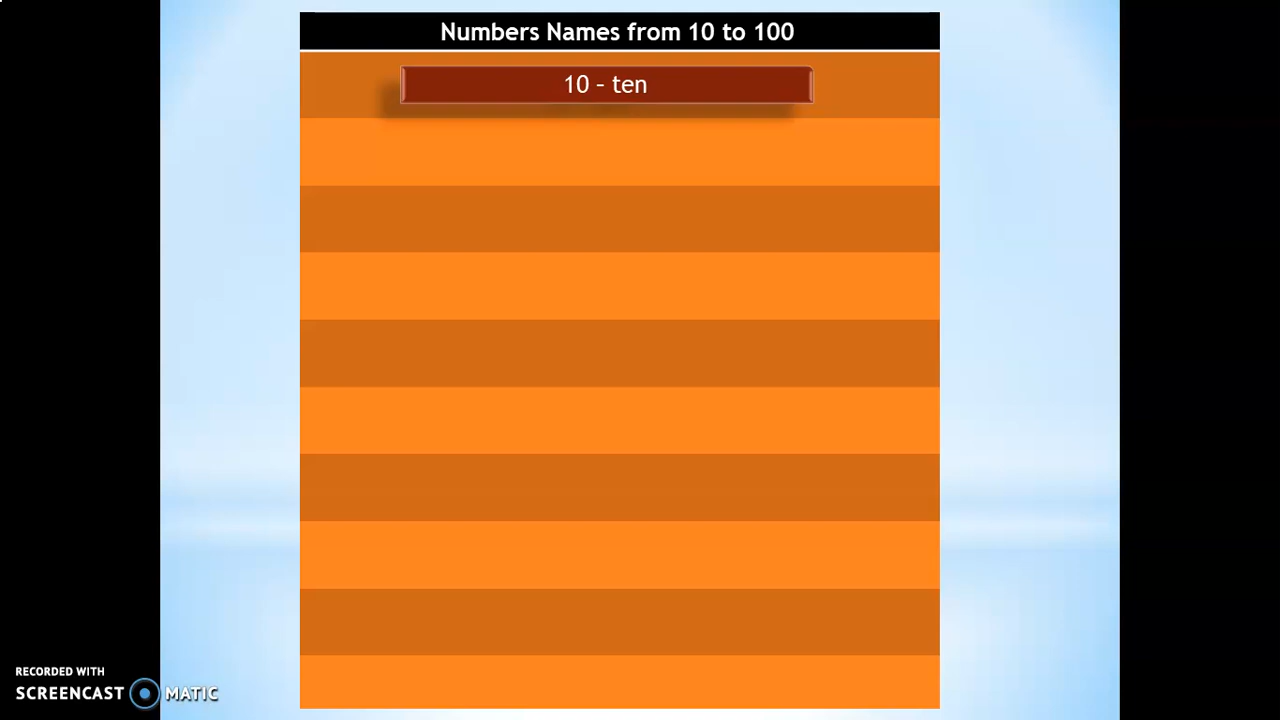 Numbers Names from 10 to 100
10 – ten
RECORDED WITH
SCREENCAST MATIC